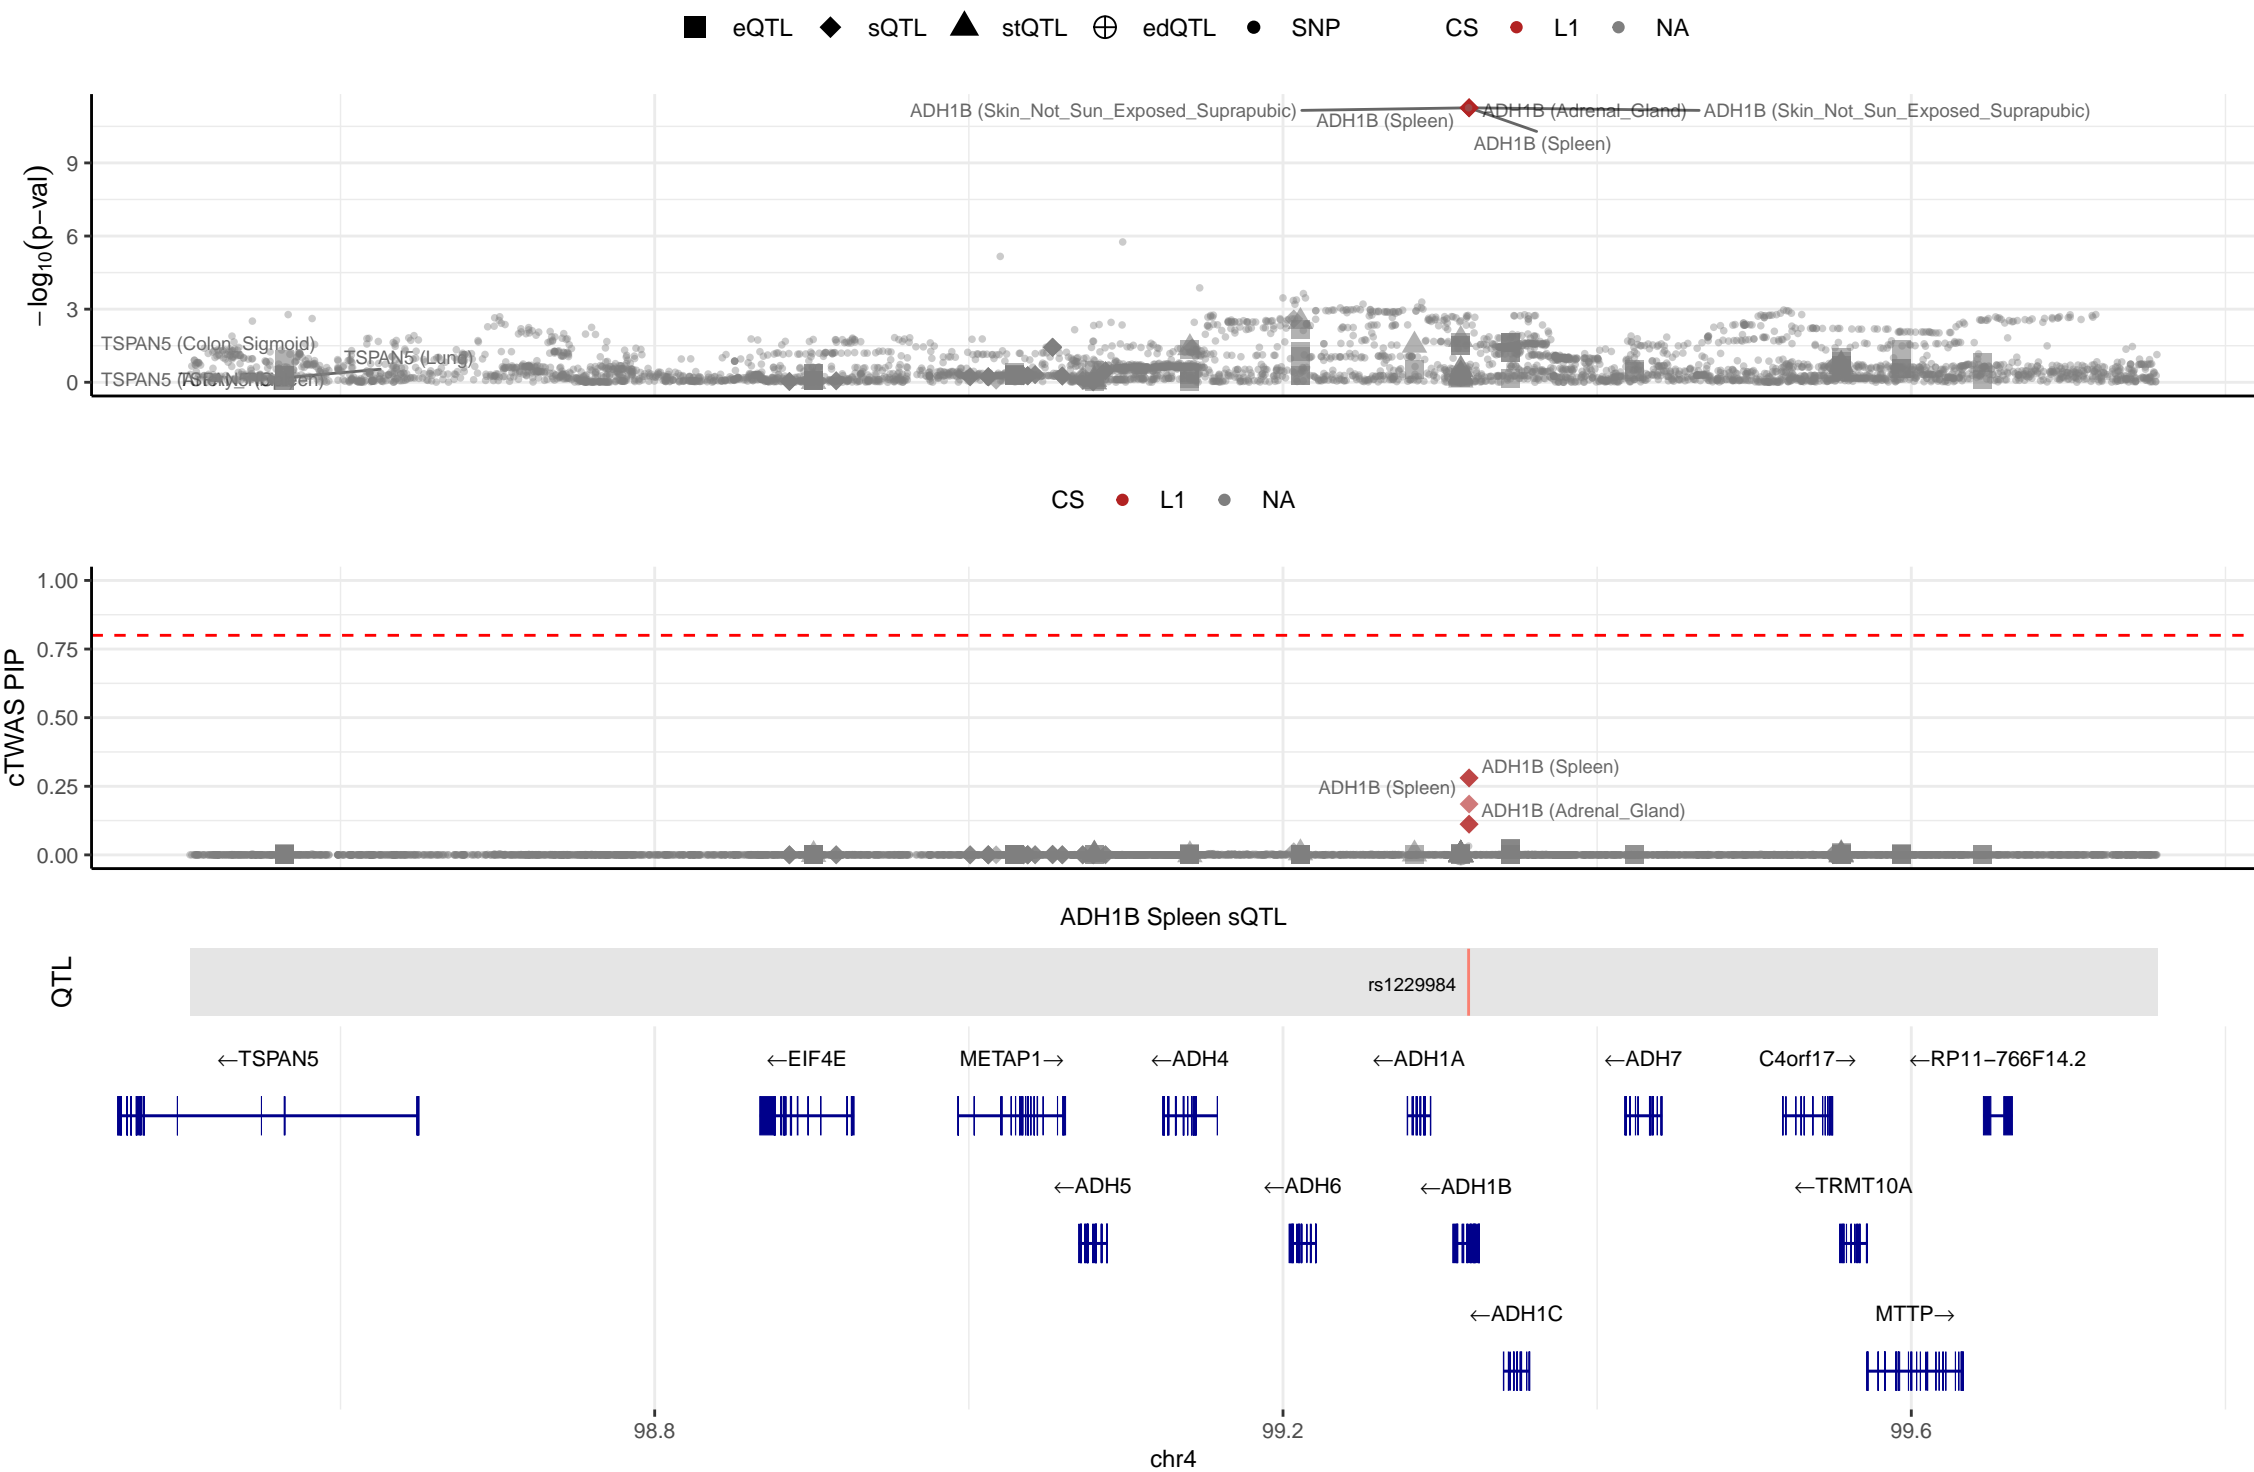 eQTL sQTL stQTL edQTL SNP CS L1 NA
ADH1B (Skin_Not_Sun_Exposed_Suprapubic) ADH1B (Adrenal_Gland) ADH1B (Skin_Not_Sun_Exposed_Suprapubic)
ADH1B (Spleen)
ADH1B (Spleen)
−log10(p−val)
9
6
3
0
TSPAN5 (Colon_Sigmoid)
TSPAN5 (Lung)
TSPAN5
CS L1 NA
cTWAS PIP
1.00
0.75
0.50
0.25
0.00
ADH1B (Spleen)
ADH1B (Spleen)
ADH1B (Adrenal_Gland)
ADH1B Spleen sQTL
QTL
rs1229984
←TSPAN5 ←EIF4E METAP1→ ←ADH4 ←ADH1A ←ADH7 C4orf17→ ←RP11−766F14.2
←ADH5 ←ADH6 ←ADH1B ←TRMT10A
←ADH1C MTTP→
98.8 99.2 99.6
chr4